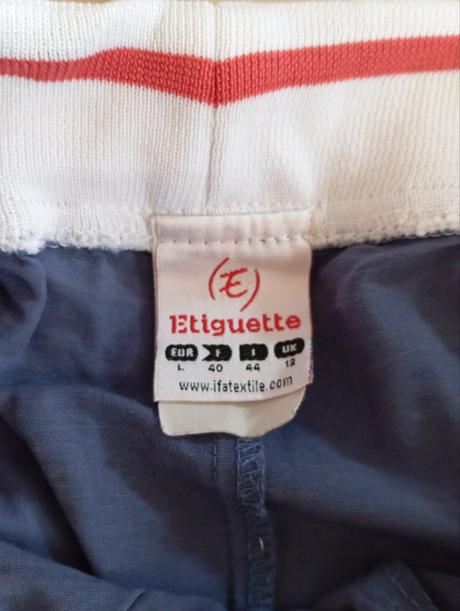 (E)
Etiguette
EUR F I UK
L 40 44 12
www.ifatextile.com